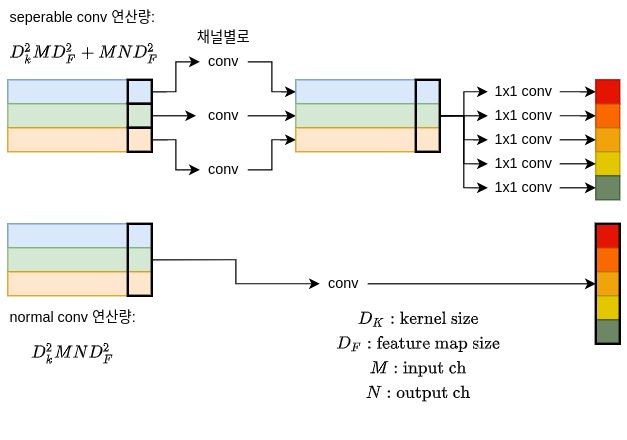 seperable conv 연산량:
채널별로
$D_k^2 M D_F^2 + M N D_F^2$
conv
conv
conv
1x1 conv
1x1 conv
1x1 conv
1x1 conv
1x1 conv
conv
normal conv 연산량:
$D_k^2 M N D_F^2$
$D_K$ : kernel size
$D_F$ : feature map size
$M$ : input ch
$N$ : output ch